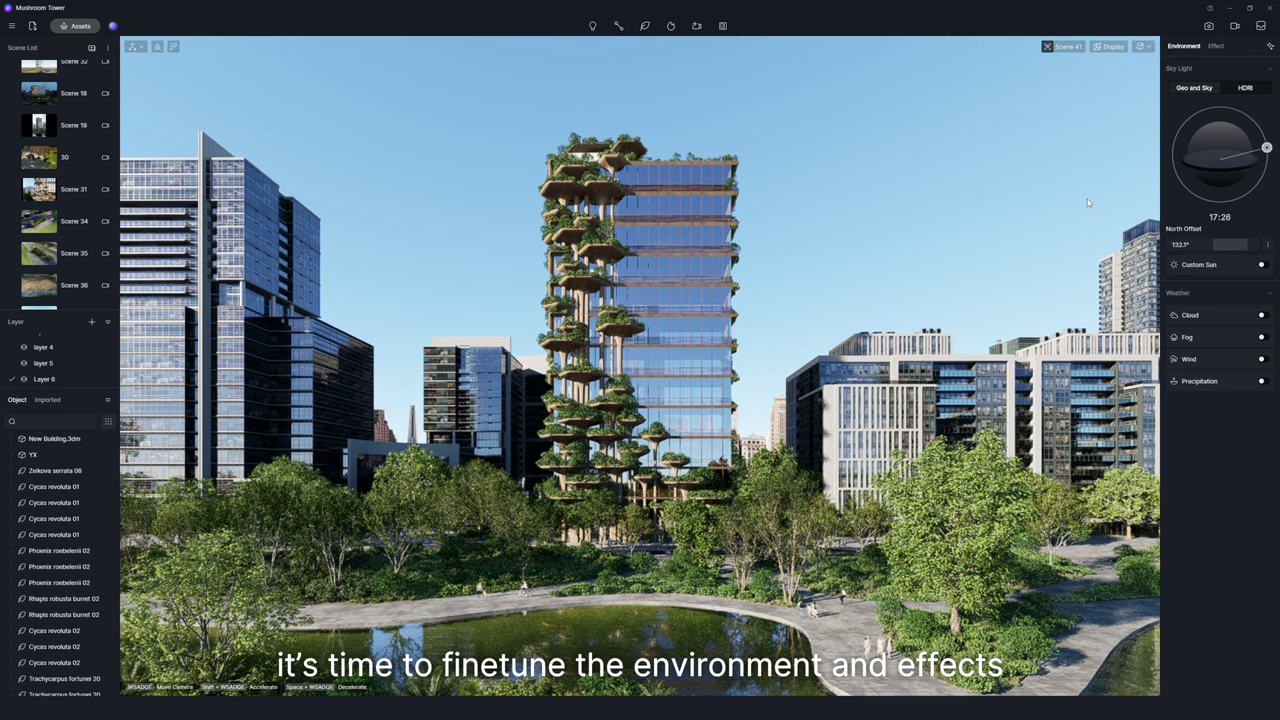 Mushroom Tower
Assets
Scene List
Scene 32
Scene 18
Scene 19
30
Scene 31
Scene 34
Scene 35
Scene 36
Layer
layer 4
layer 5
Layer 6
Object Imported
New Building.3dm
YX
Zelkova serrata 08
Cycas revoluta 01
Cycas revoluta 01
Cycas revoluta 01
Cycas revoluta 01
Phoenix roebelenii 02
Phoenix roebelenii 02
Phoenix roebelenii 02
Rhapis robusta burret 02
Rhapis robusta burret 02
Cycas revoluta 02
Cycas revoluta 02
Cycas revoluta 02
Trachycarpus fortunei 20
Trachycarpus fortunei 20
Scene 41 Display
it's time to finetune the environment and effects
WSADGE Move Camera Shift + WSADGE Accelerate Space + WSADGE Decelerate
Environment Effect
Sky Light
Geo and Sky HDRI
17:26
North Offset
132.1°
Custom Sun
Weather
Cloud
Fog
Wind
Precipitation